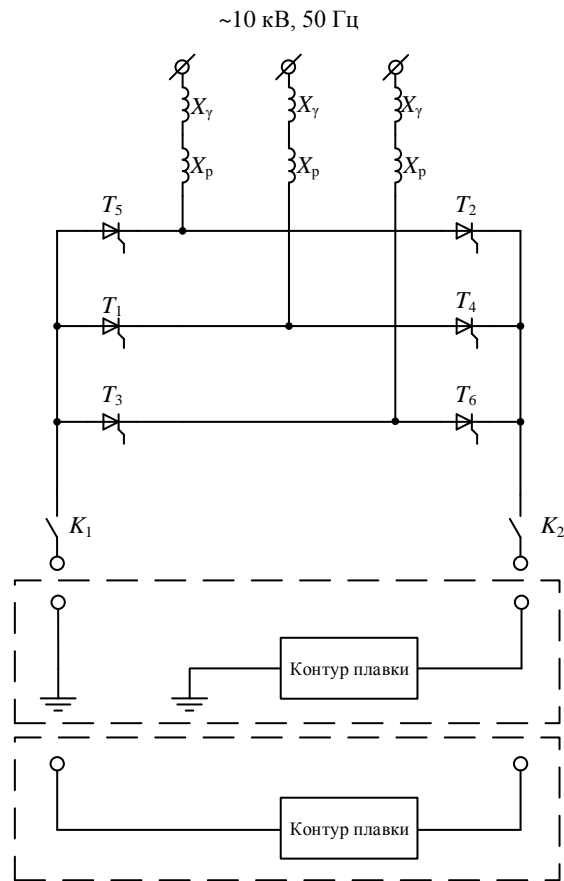 ~10 кВ, 50 Гц
Xγ Xγ Xγ
Xр Xр Xр
T5 T2
T1 T4
T3 T6
K1 K2
Контур плавки
Контур плавки